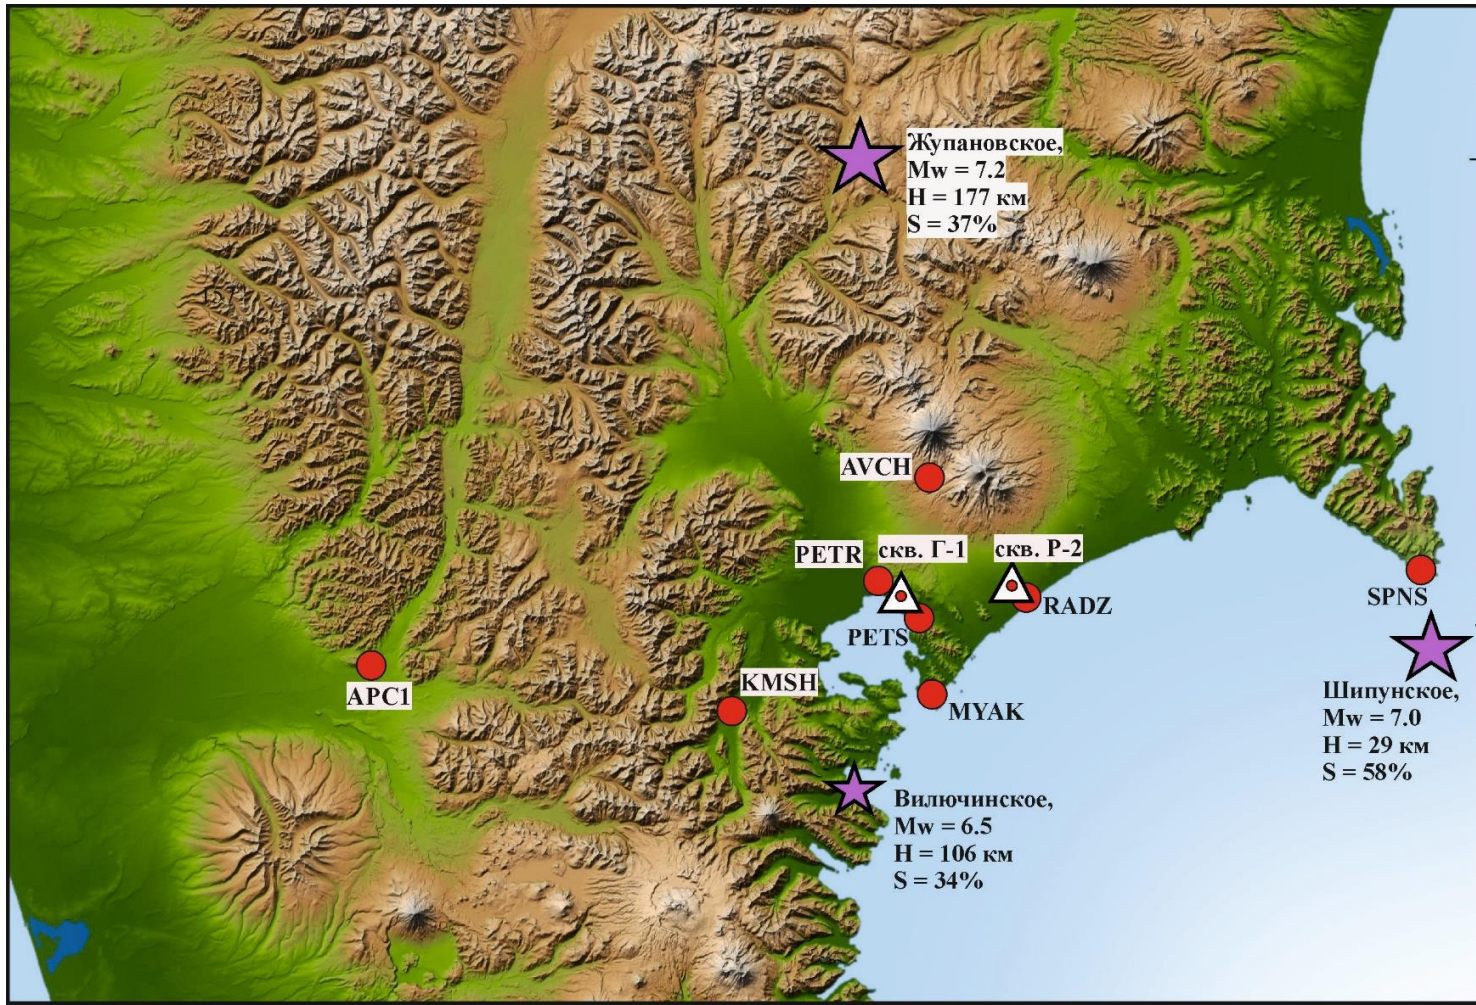 Жупановское,
Mw = 7.2
H = 177 км
S = 37%
AVCH
PETR
скв. Г-1
скв. Р-2
SPNS
RADZ
PETS
APC1
KMSH
MYAK
Шипунское,
Mw = 7.0
H = 29 км
S = 58%
Вилючинское,
Mw = 6.5
H = 106 км
S = 34%